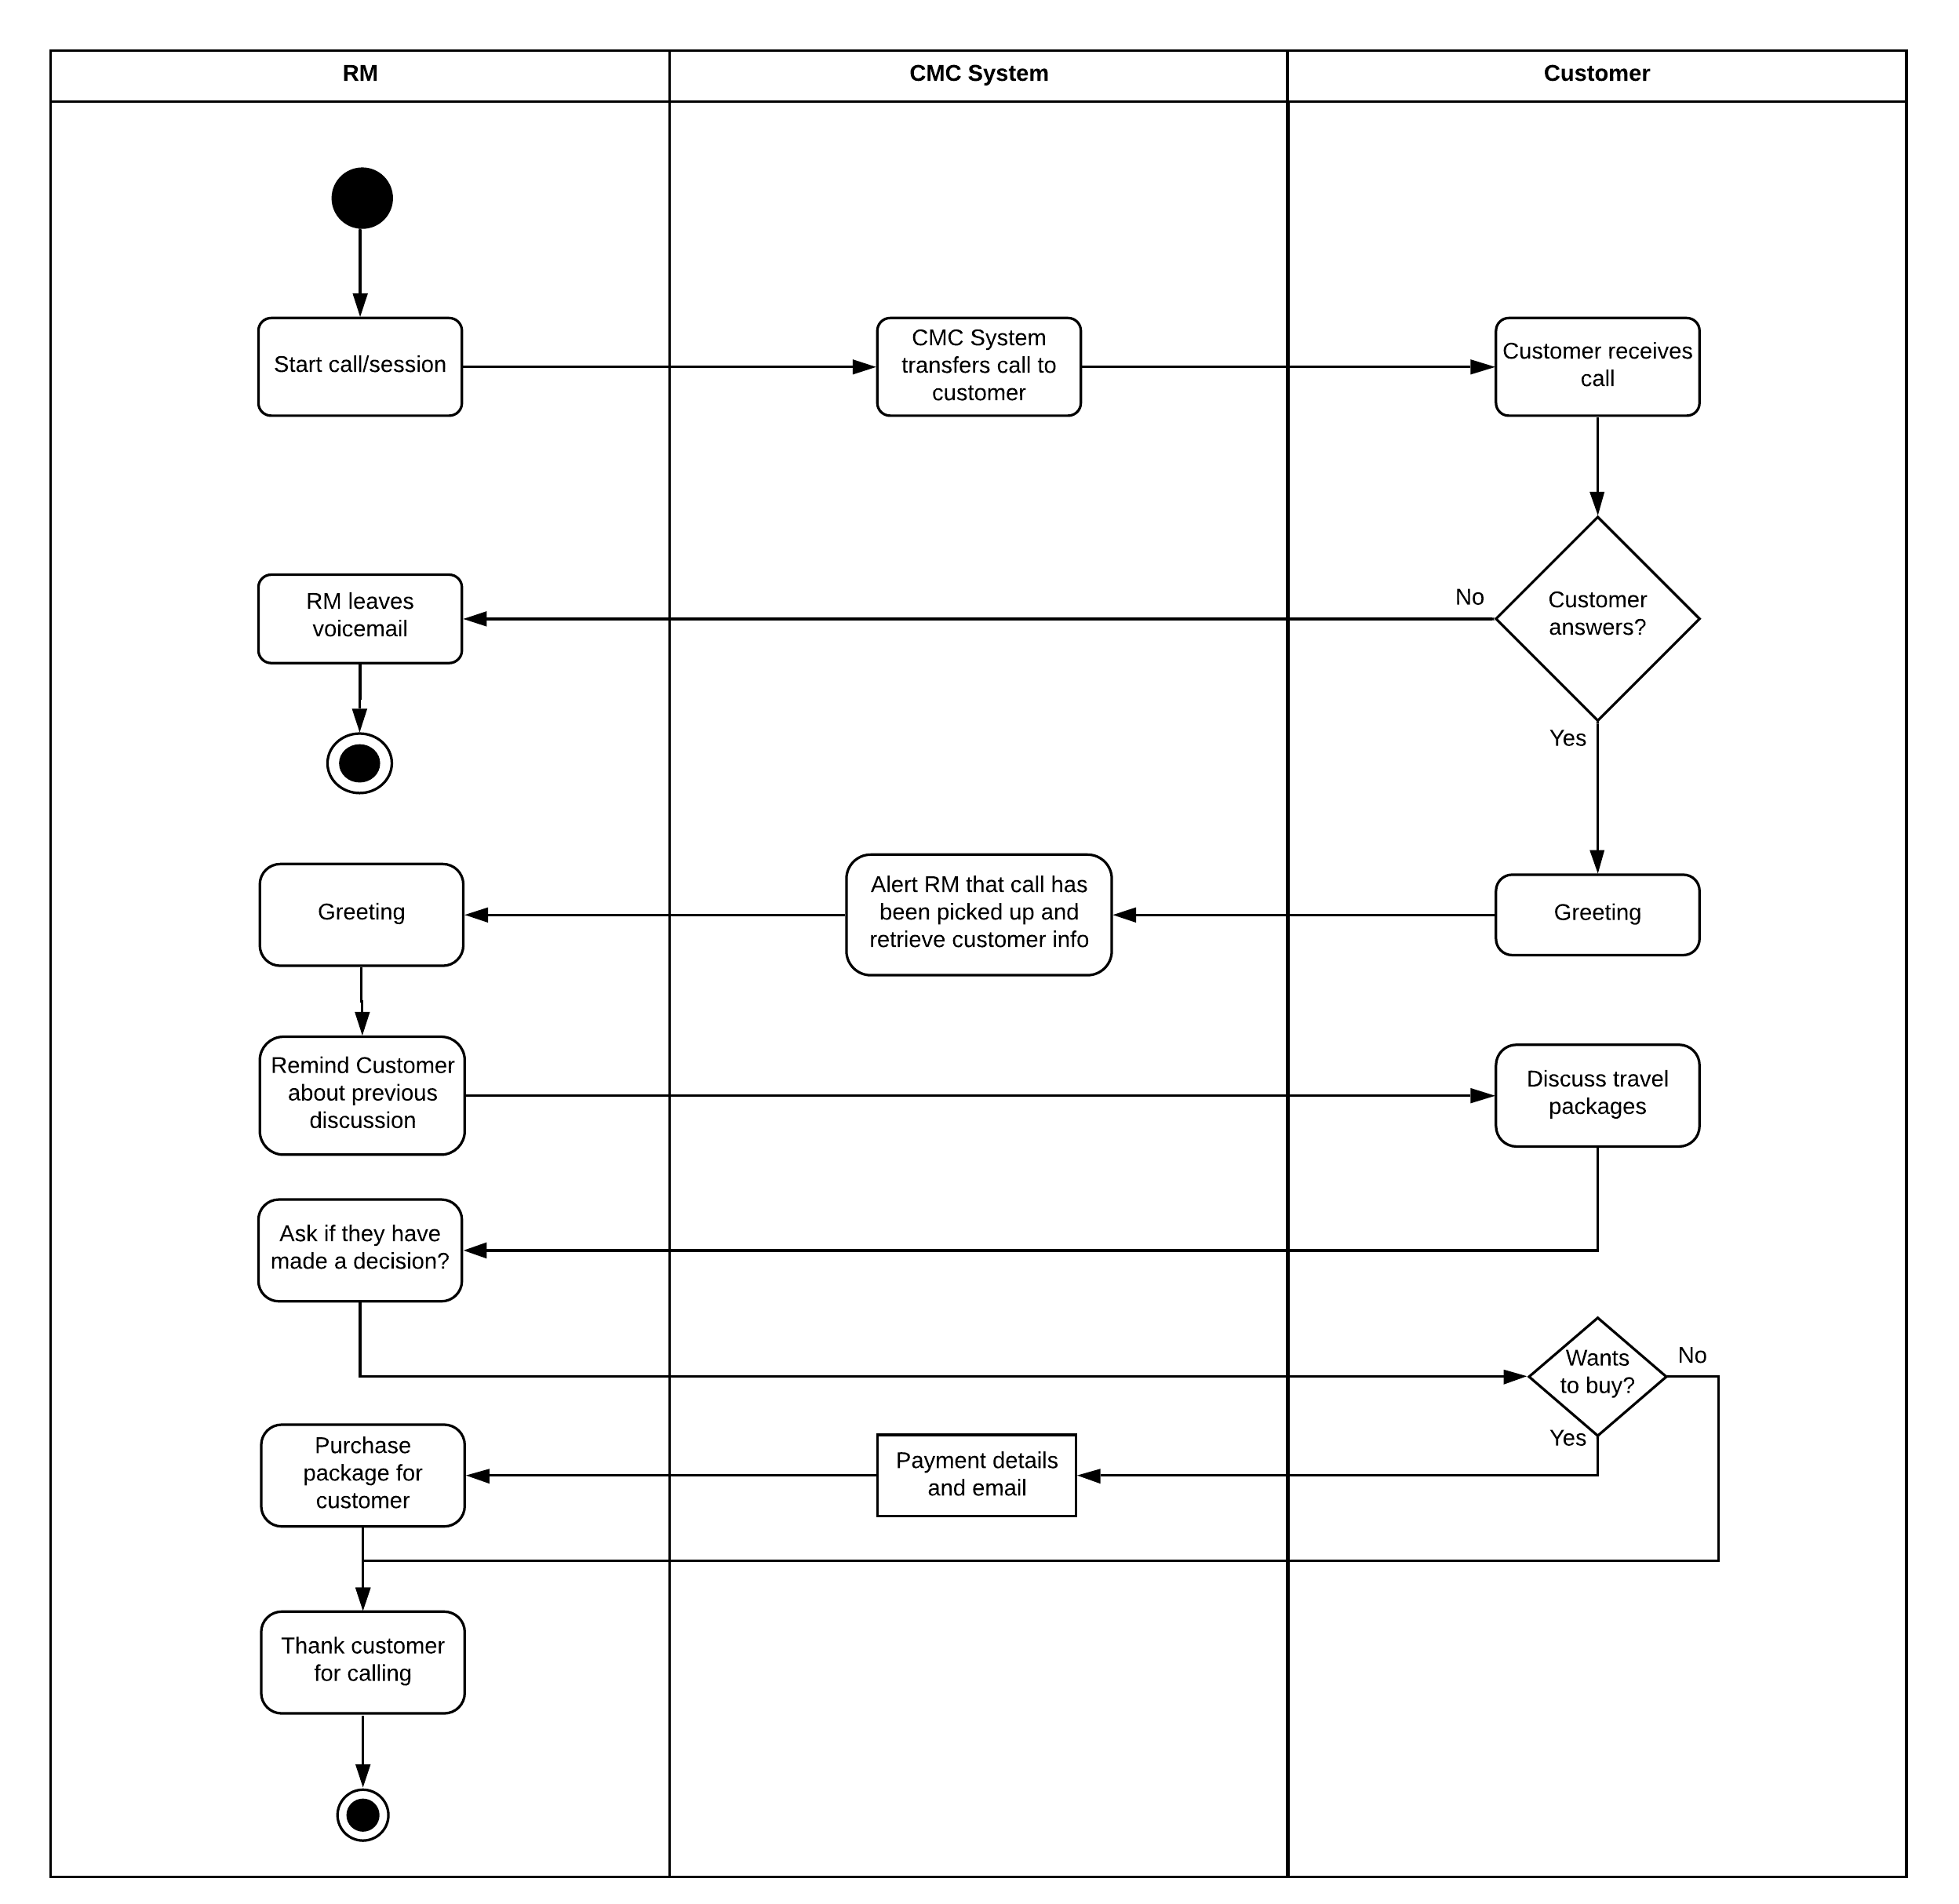 RM
CMC System
Customer
Start call/session
CMC System
transfers call to
customer
Customer receives
call
RM leaves
voicemail
No
Customer
answers?
Yes
Greeting
Alert RM that call has
been picked up and
retrieve customer info
Greeting
Remind Customer
about previous
discussion
Discuss travel
packages
Ask if they have
made a decision?
Wants
to buy?
No
Yes
Purchase
package for
customer
Payment details
and email
Thank customer
for calling